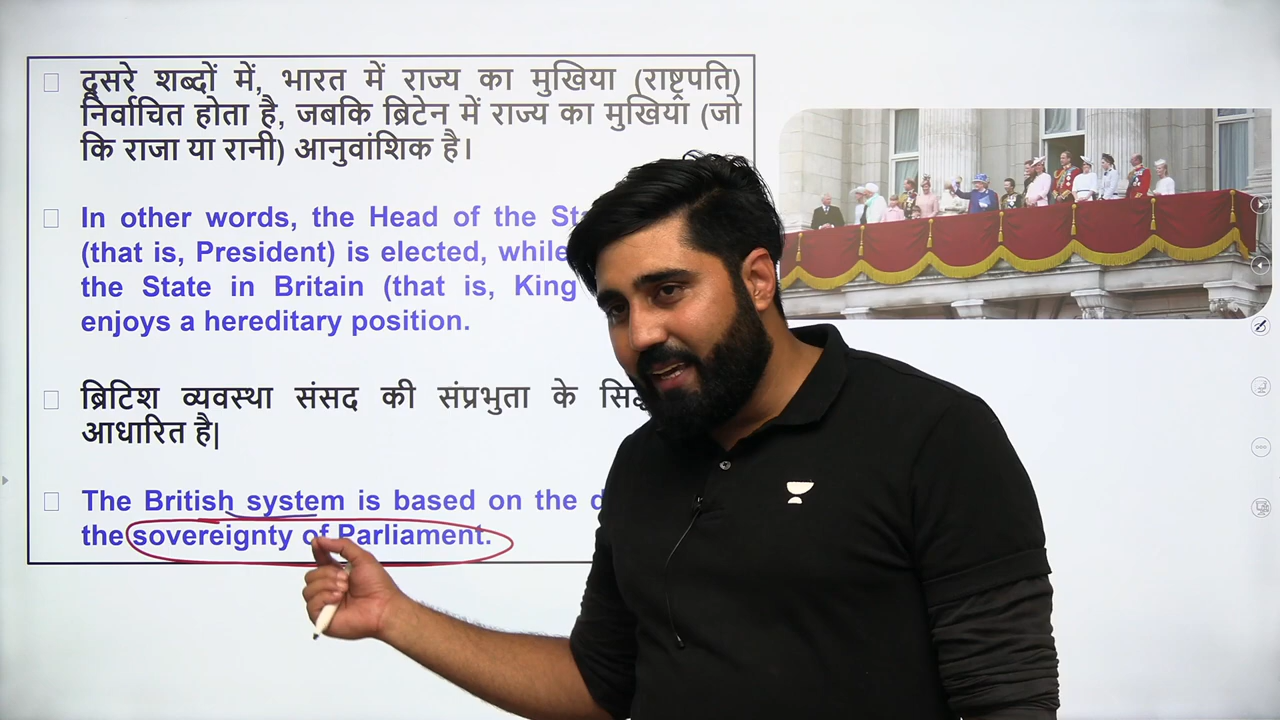 दूसरे शब्दों में, भारत में राज्य का मुखिया (राष्ट्रपति)
निर्वाचित होता है, जबकि ब्रिटेन में राज्य का मुखिया (जो
कि राजा या रानी) आनुवांशिक है।
In other words, the Head of the
(that is, President) is elected, while
the State in Britain (that is, King
enjoys a hereditary position.
ब्रिटिश व्यवस्था संसद की संप्रभुता के
आधारित है|
The British system is based on the
the sovereignty of Parliament.